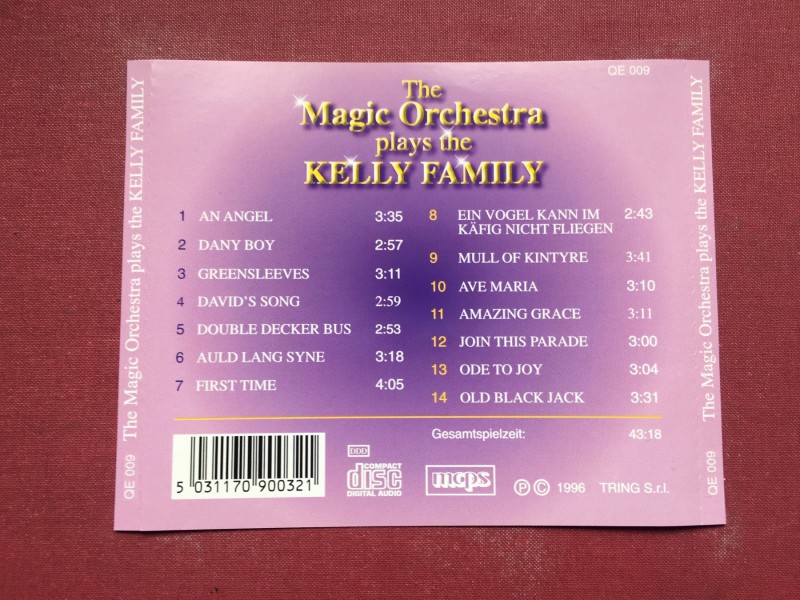 QE 009
The
Magic Orchestra
plays the
KELLY FAMILY
1 AN ANGEL 3:35
2 DANY BOY 2:57
3 GREENSLEEVES 3:11
4 DAVID'S SONG 2:59
5 DOUBLE DECKER BUS 2:53
6 AULD LANG SYNE 3:18
7 FIRST TIME 4:05
8 EIN VOGEL KANN IM 2:43
KÄFIG NICHT FLIEGEN
9 MULL OF KINTYRE 3:41
10 AVE MARIA 3:10
11 AMAZING GRACE 3:11
12 JOIN THIS PARADE 3:00
13 ODE TO JOY 3:04
14 OLD BLACK JACK 3:31
Gesamtspielzeit: 43:18
5 031170 900321
DDD
COMPACT
disc
DIGITAL AUDIO
mcps
Ⓟ © 1996 TRING S.r.l.
QE 009 The Magic Orchestra plays the KELLY FAMILY
QE 009 The Magic Orchestra plays the KELLY FAMILY